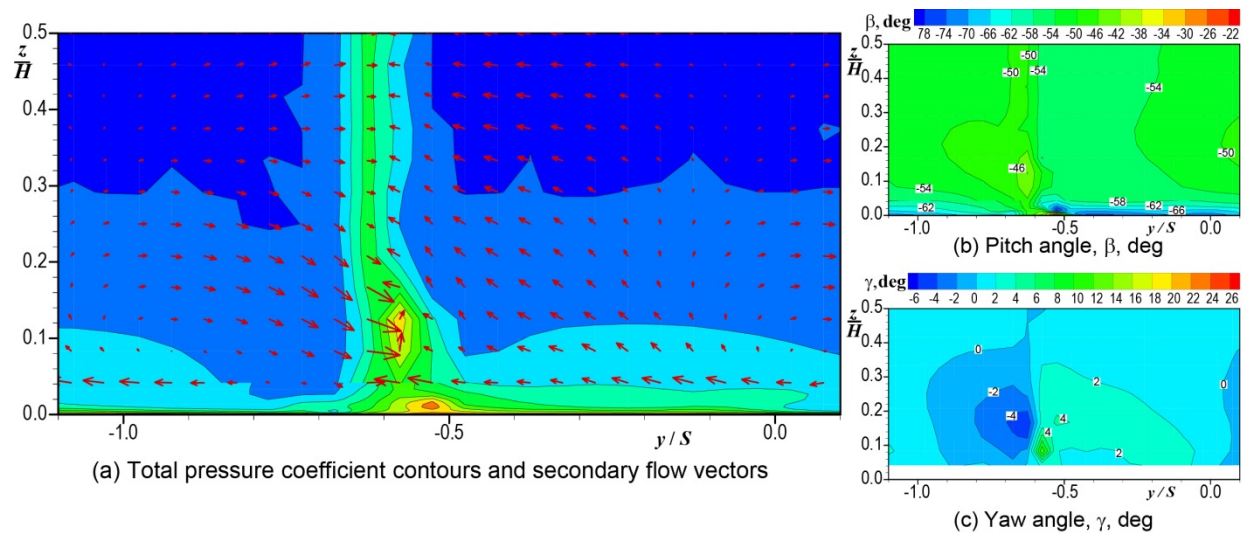 0.5
z
H
0.4
0.3
0.2
0.1
0.0
-1.0
-0.5
y / S
0.0
(a) Total pressure coefficient contours and secondary flow vectors
β, deg
-78 -74 -70 -66 -62 -58 -54 -50 -46 -42 -38 -34 -30 -26 -22
0.5
z
H
0.4
0.3
0.2
0.1
0.0
-50
-50
-54
-54
-50
-46
-54
-62
-58
-62
-66
-1.0
-0.5
y / S
0.0
(b) Pitch angle, β, deg
γ, deg
-6 -4 -2 0 2 4 6 8 10 12 14 16 18 20 22 24 26
0.5
z
H
0.4
0.3
0.2
0.1
0.0
0
-2
-4
4
4
2
2
0
-1.0
-0.5
y / S
0.0
(c) Yaw angle, γ, deg